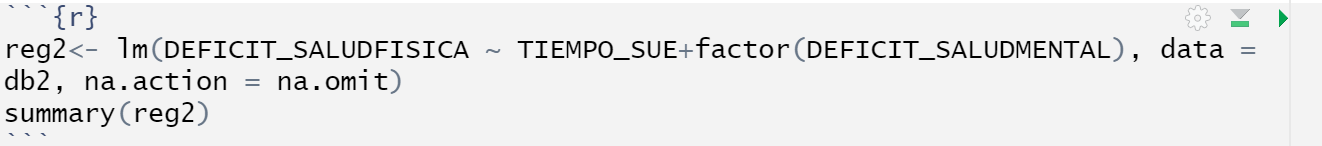 ```{r}
reg2<- lm(DEFICIT_SALUDFISICA ~ TIEMPO_SUE+factor(DEFICIT_SALUDMENTAL), data =
db2, na.action = na.omit)
summary(reg2)
```